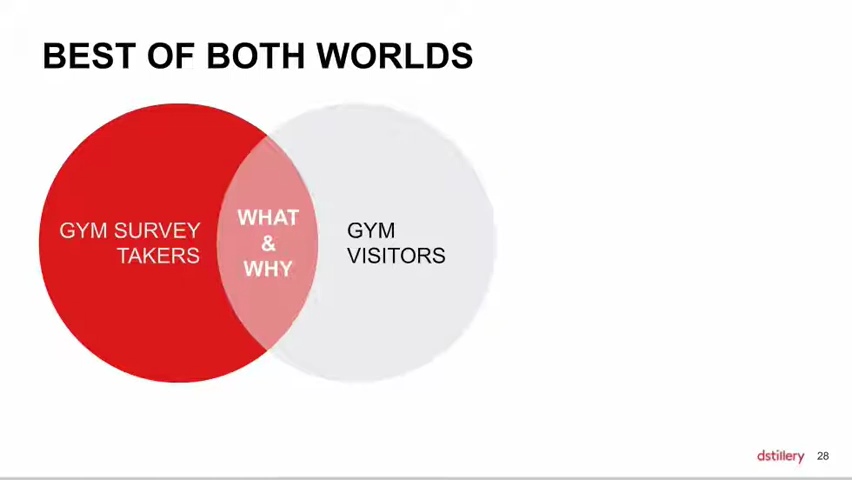 BEST OF BOTH WORLDS
GYM SURVEY
TAKERS
WHAT
&
WHY
GYM
VISITORS
dstillery 28